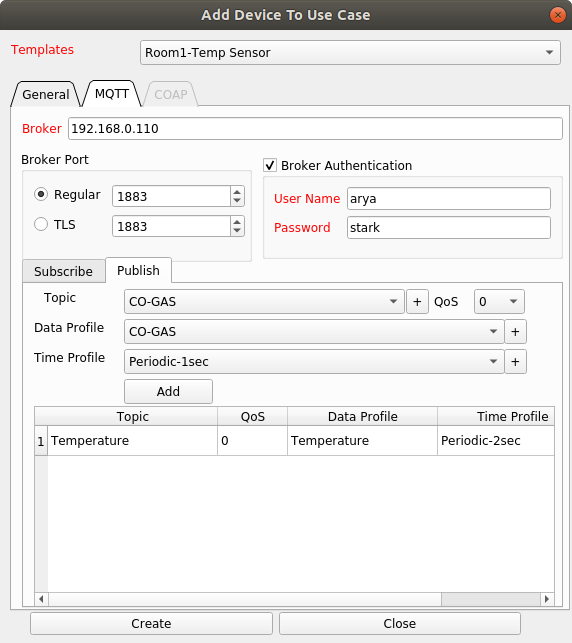 Add Device To Use Case
Templates Room1-Temp Sensor
General MQTT COAP
Broker 192.168.0.110
Broker Port Broker Authentication
Regular 1883 User Name arya
TLS 1883 Password stark
Subscribe Publish
Topic CO-GAS + QoS 0
Data Profile CO-GAS +
Time Profile Periodic-1sec +
Add
Topic QoS Data Profile Time Profile
1 Temperature 0 Temperature Periodic-2sec
Create Close